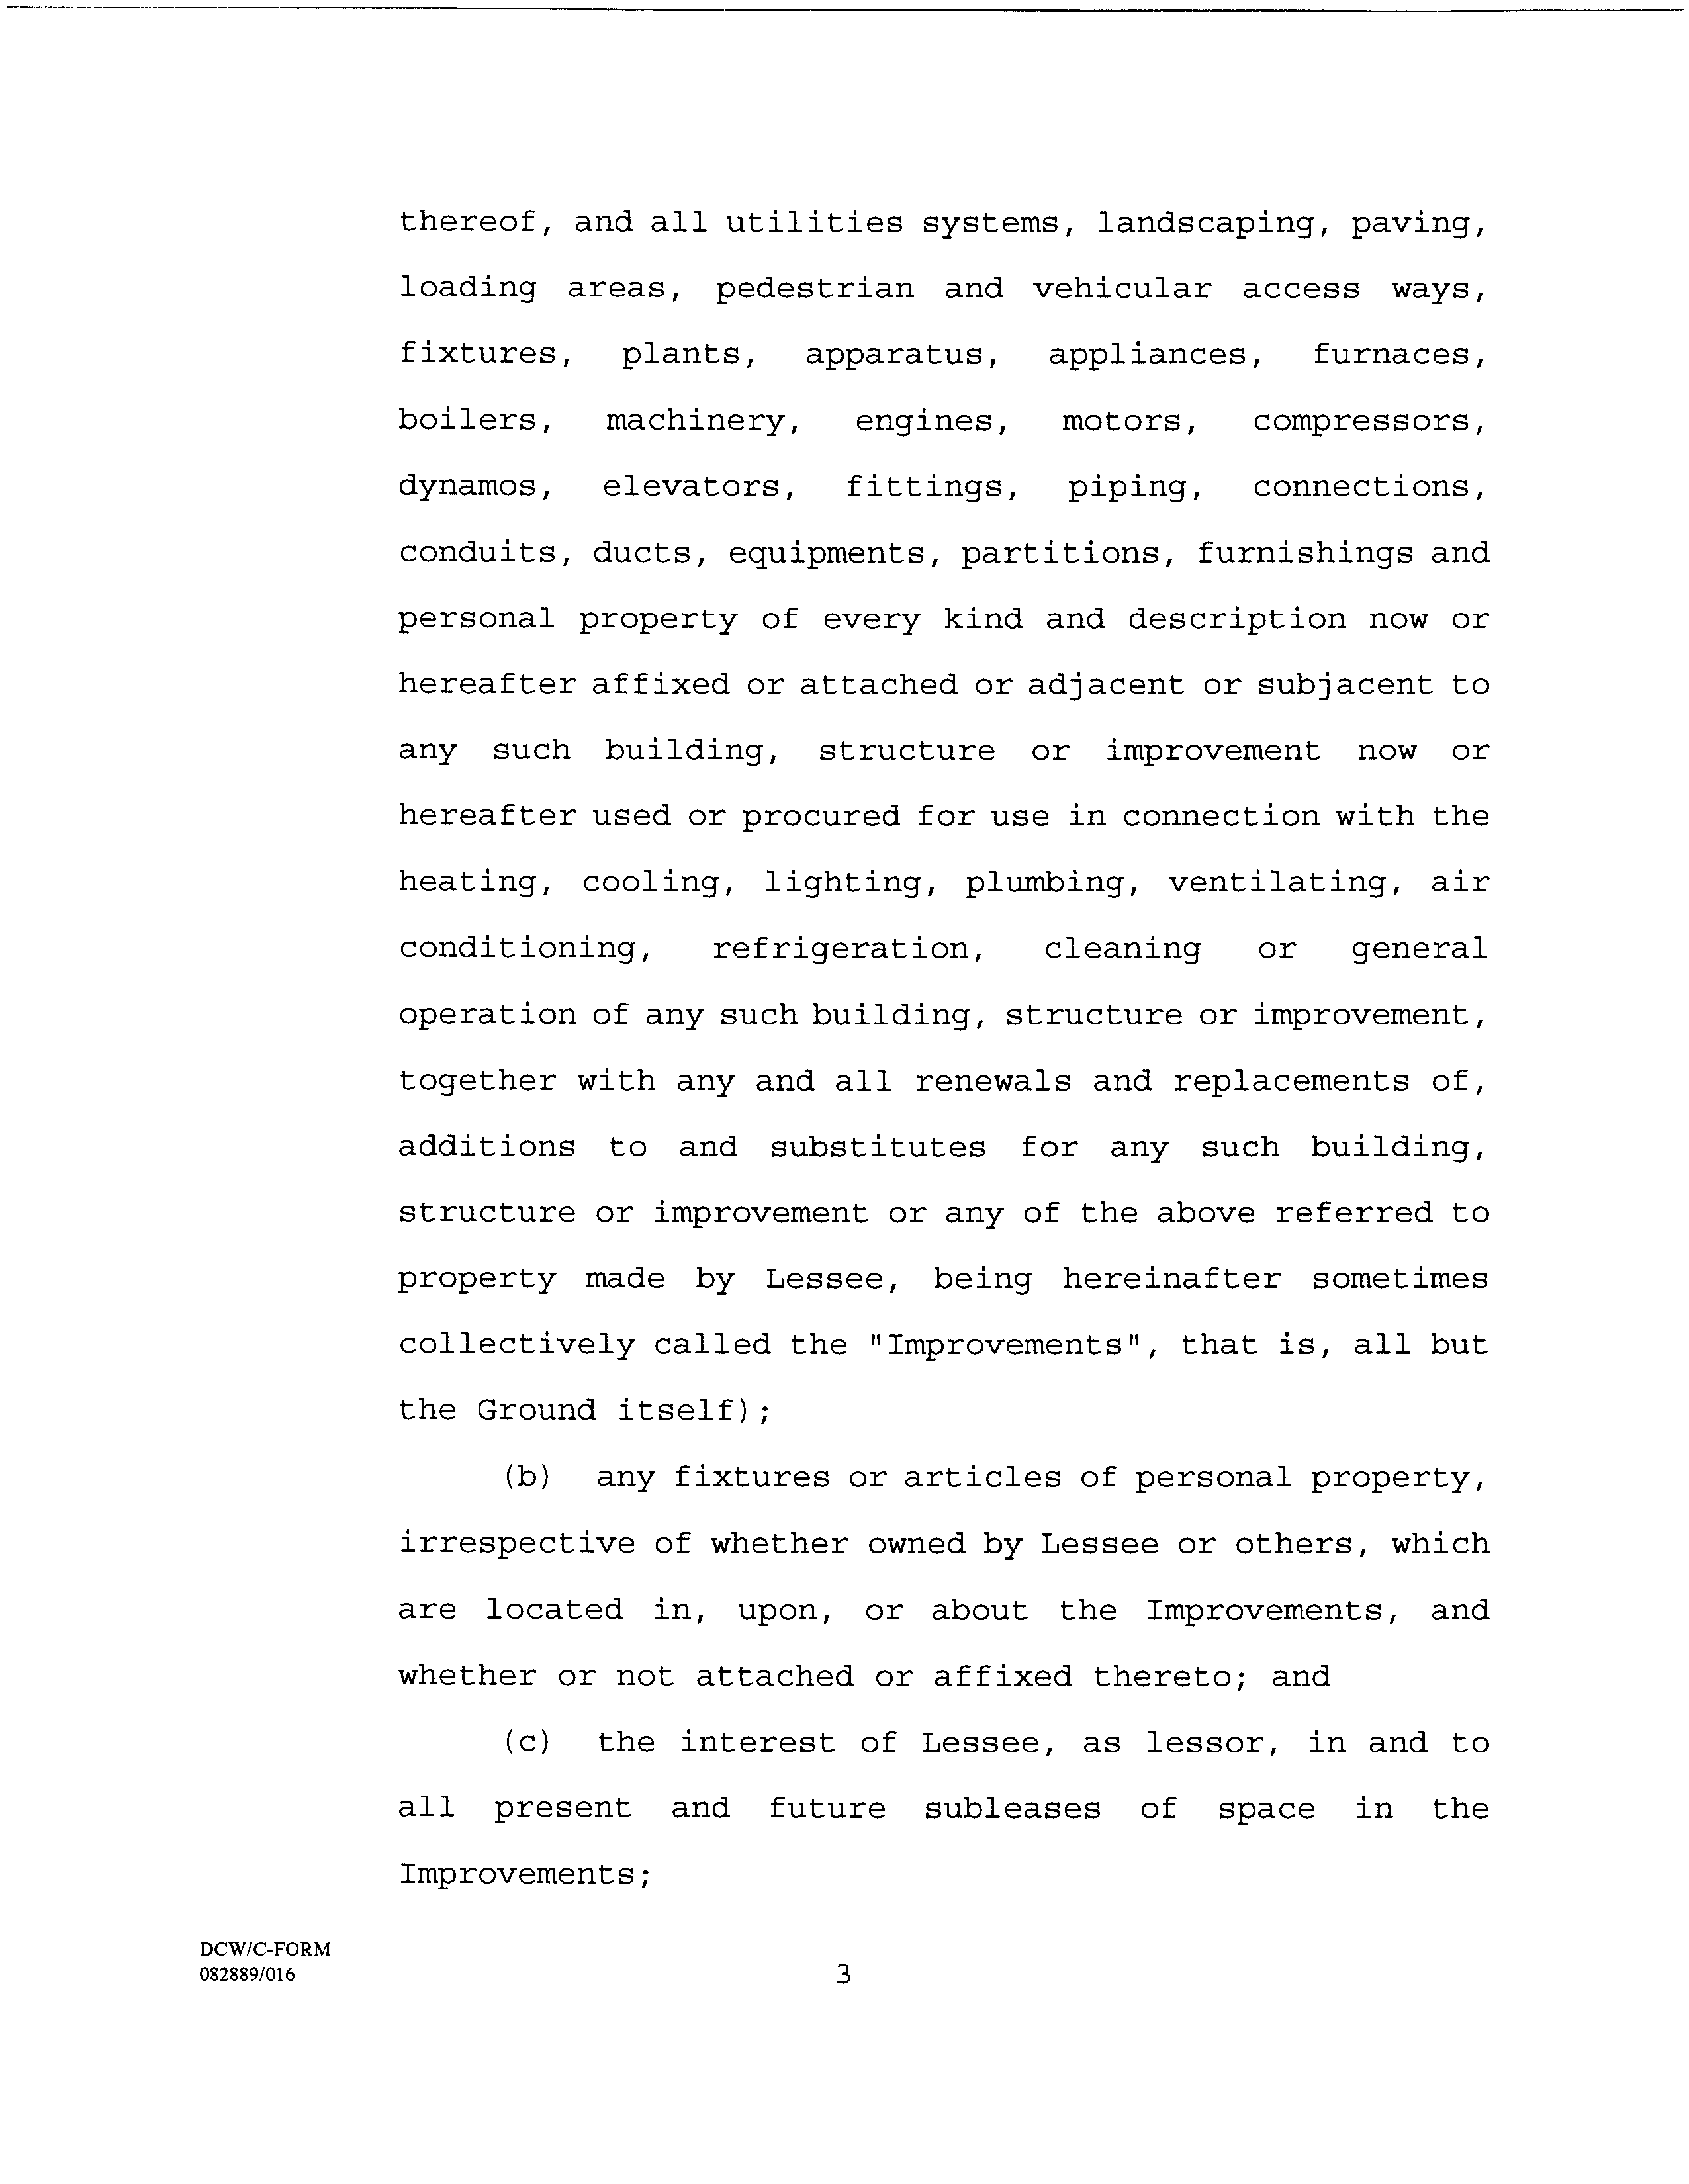 thereof, and all utilities systems, landscaping, paving,
loading areas, pedestrian and vehicular access ways,
fixtures, plants, apparatus, appliances, furnaces,
boilers, machinery, engines, motors, compressors,
dynamos, elevators, fittings, piping, connections,
conduits, ducts, equipments, partitions, furnishings and
personal property of every kind and description now or
hereafter affixed or attached or adjacent or subjacent to
any such building, structure or improvement now or
hereafter used or procured for use in connection with the
heating, cooling, lighting, plumbing, ventilating, air
conditioning, refrigeration, cleaning or general
operation of any such building, structure or improvement,
together with any and all renewals and replacements of,
additions to and substitutes for any such building,
structure or improvement or any of the above referred to
property made by Lessee, being hereinafter sometimes
collectively called the "Improvements", that is, all but
the Ground itself);
(b) any fixtures or articles of personal property,
irrespective of whether owned by Lessee or others, which
are located in, upon, or about the Improvements, and
whether or not attached or affixed thereto; and
(c) the interest of Lessee, as lessor, in and to
all present and future subleases of space in the
Improvements;
DCW/C-FORM
082889/016
3